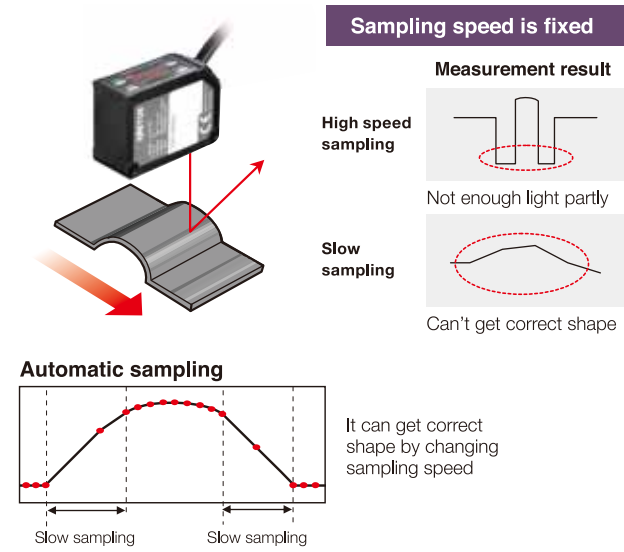 Sampling speed is fixed
Measurement result
High speed
sampling
Not enough light partly
Slow
sampling
Can't get correct shape
Automatic sampling
It can get correct
shape by changing
sampling speed
Slow sampling
Slow sampling